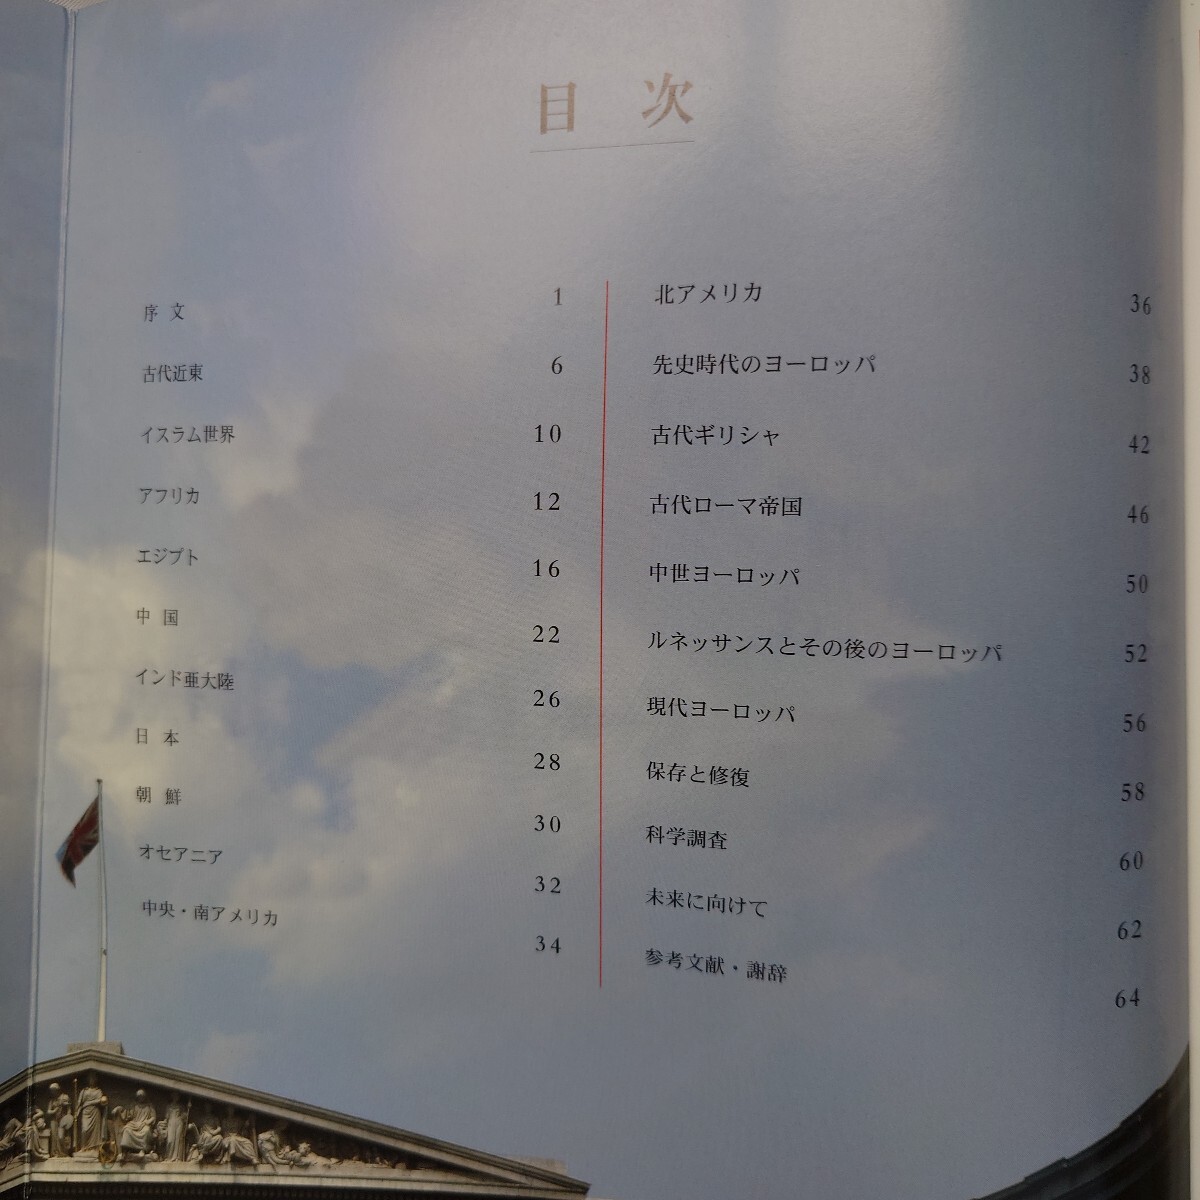 目 次
序 文 1
古代近東 6
イスラム世界 10
アフリカ 12
エジプト 16
中 国 22
インド亜大陸 26
日 本 28
朝 鮮 30
オセアニア 32
中央・南アメリカ 34
北アメリカ 36
先史時代のヨーロッパ 38
古代ギリシャ 42
古代ローマ帝国 46
中世ヨーロッパ 50
ルネッサンスとその後のヨーロッパ 52
現代ヨーロッパ 56
保存と修復 58
科学調査 60
未来に向けて 62
参考文献・謝辞 64